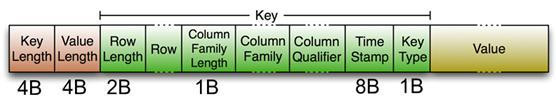 Key
Key Length
Value Length
Row Length
Row
Column Family Length
Column Family
Column Qualifier
Time Stamp
Key Type
Value
4B
4B
2B
1B
8B
1B